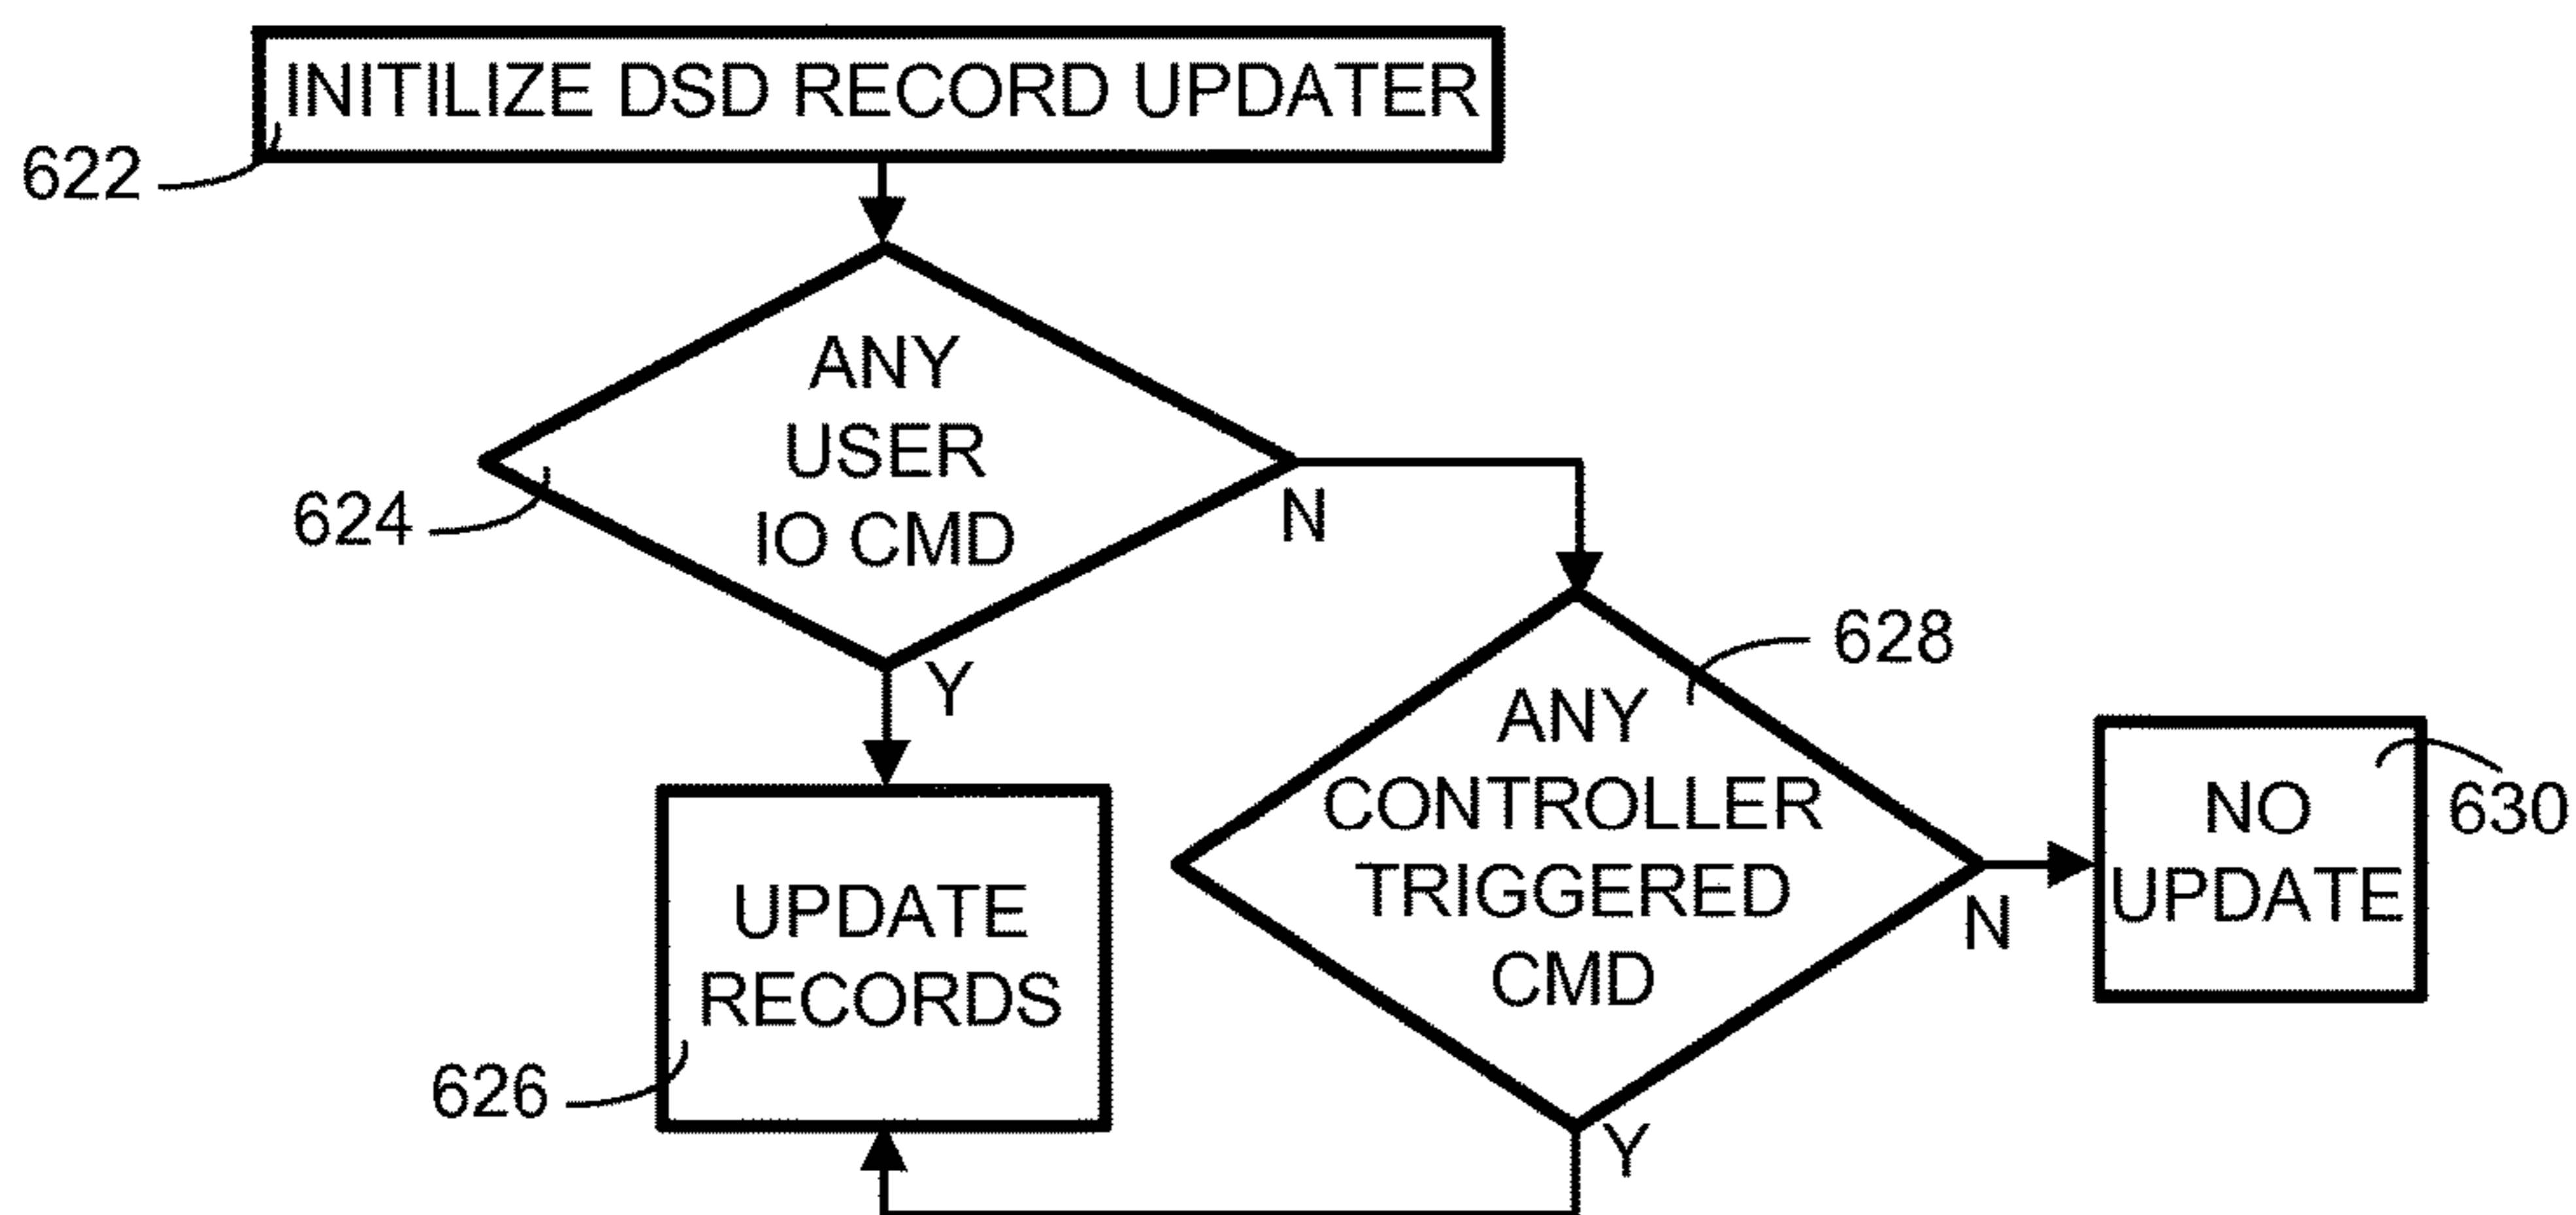 INITILIZE DSD RECORD UPDATER
622
ANY
USER
IO CMD
624
N
Y
628
ANY
CONTROLLER
TRIGGERED
CMD
N
Y
NO
UPDATE
630
UPDATE
RECORDS
626